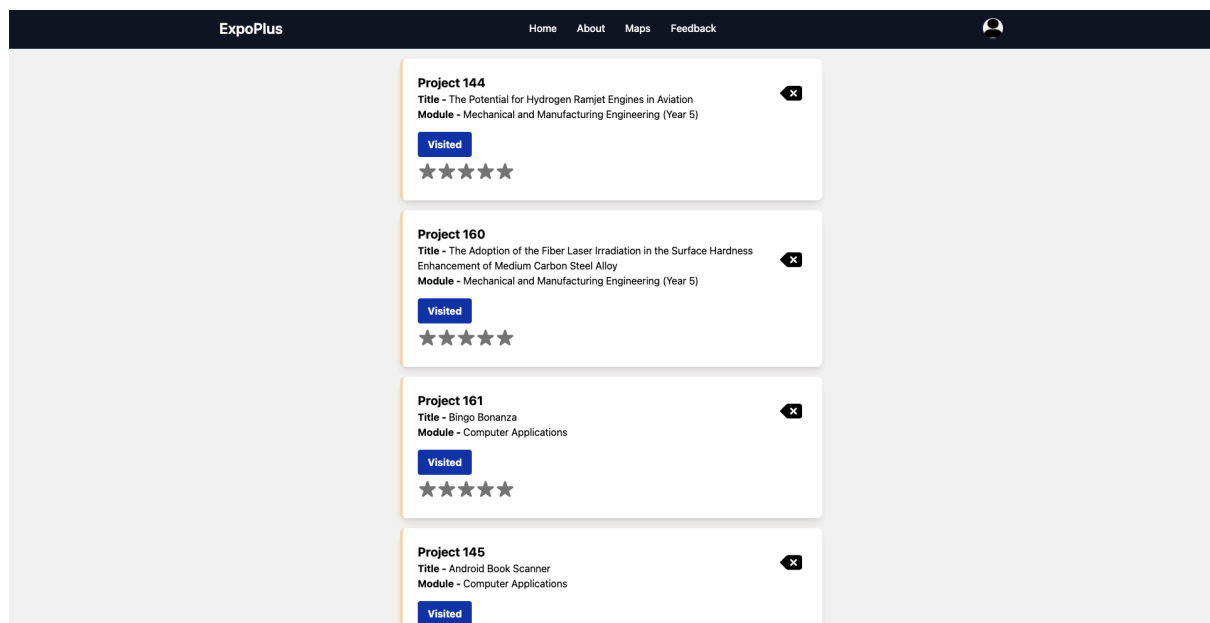 ExpoPlus
Home About Maps Feedback
Project 144
Title - The Potential for Hydrogen Ramjet Engines in Aviation
Module - Mechanical and Manufacturing Engineering (Year 5)
Visited
Project 160
Title - The Adoption of the Fiber Laser Irradiation in the Surface Hardness
Enhancement of Medium Carbon Steel Alloy
Module - Mechanical and Manufacturing Engineering (Year 5)
Visited
Project 161
Title - Bingo Bonanza
Module - Computer Applications
Visited
Project 145
Title - Android Book Scanner
Module - Computer Applications
Visited